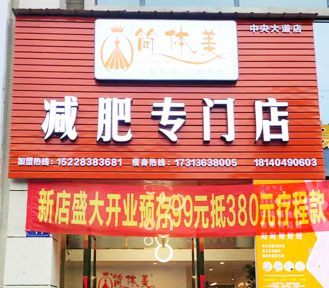 简体美
中央大道店
减肥专门店
加盟热线：15228383681 瘦身热线：17313638005 18140490603
新店盛大开业预存99元抵380元疗程款
简体美